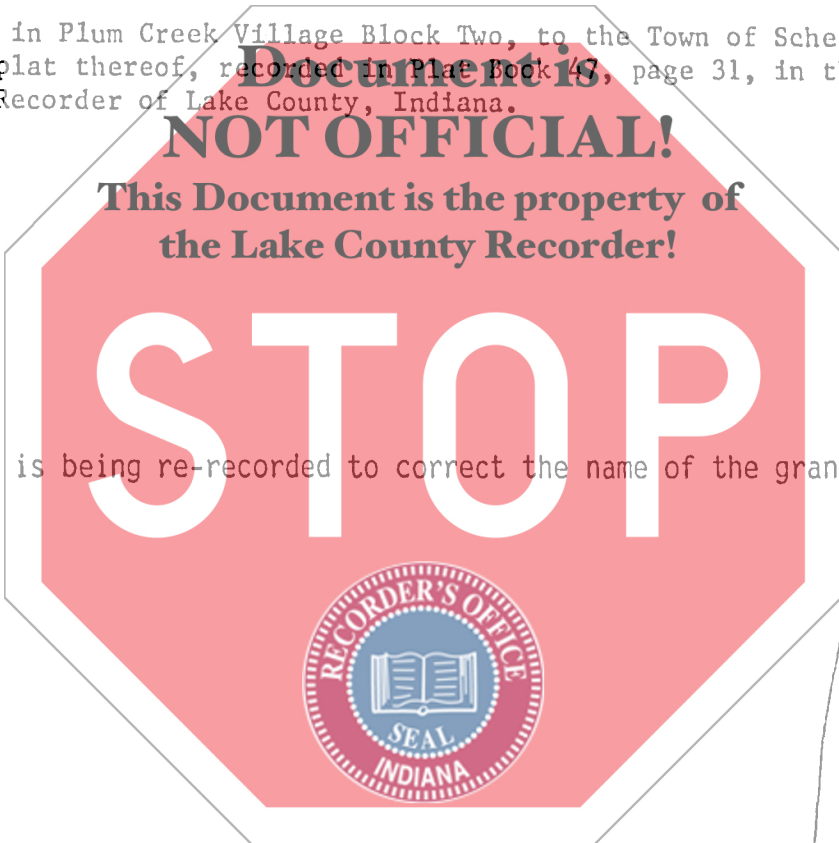 in Plum Creek Village Block Two, to the Town of Sche
plat thereof, recorded in Plat Book 47, page 31, in t
Recorder of Lake County, Indiana.
Document is
NOT OFFICIAL!
This Document is the property of
the Lake County Recorder!
STOP
is being re-recorded to correct the name of the gran
RECORDER'S OFFICE
SEAL
INDIANA